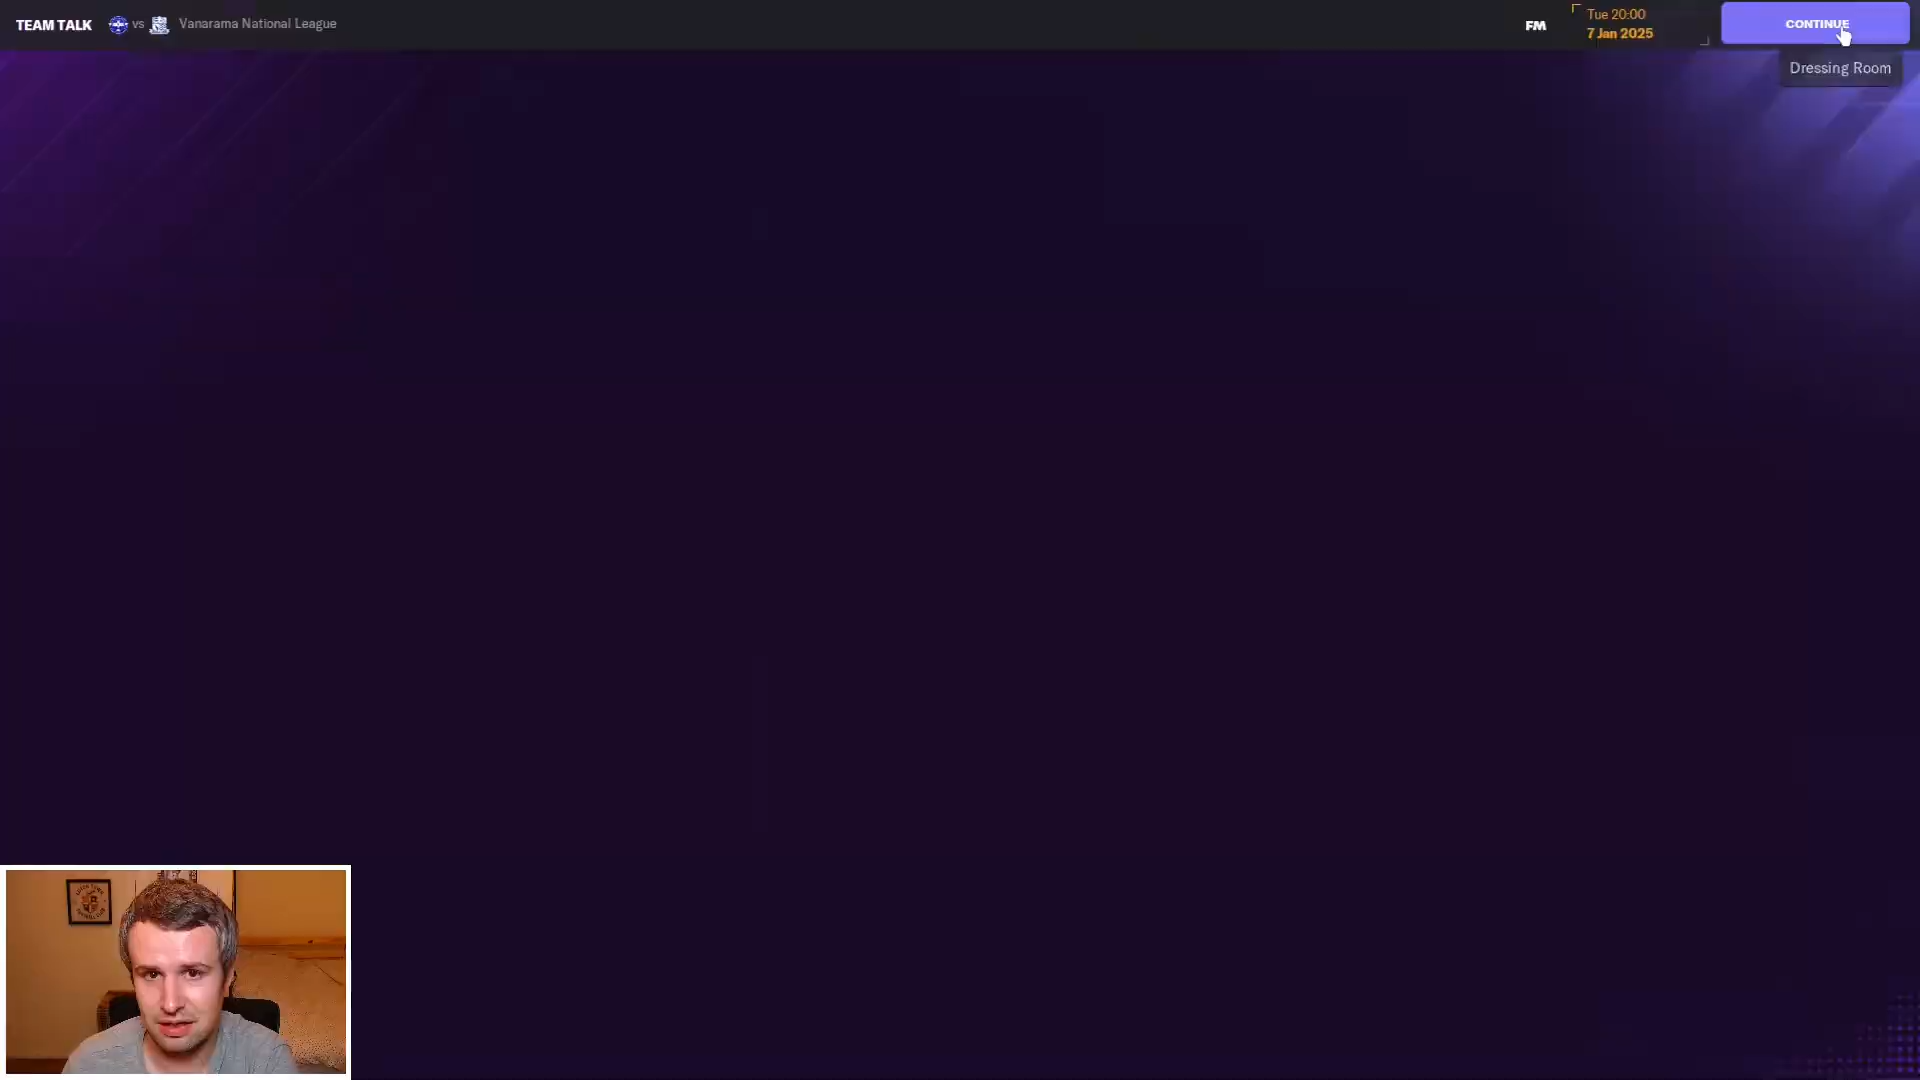 TEAM TALK
vs
Vanarama National League
FM
Tue 20:00
7 Jan 2025
CONTINUE
Dressing Room